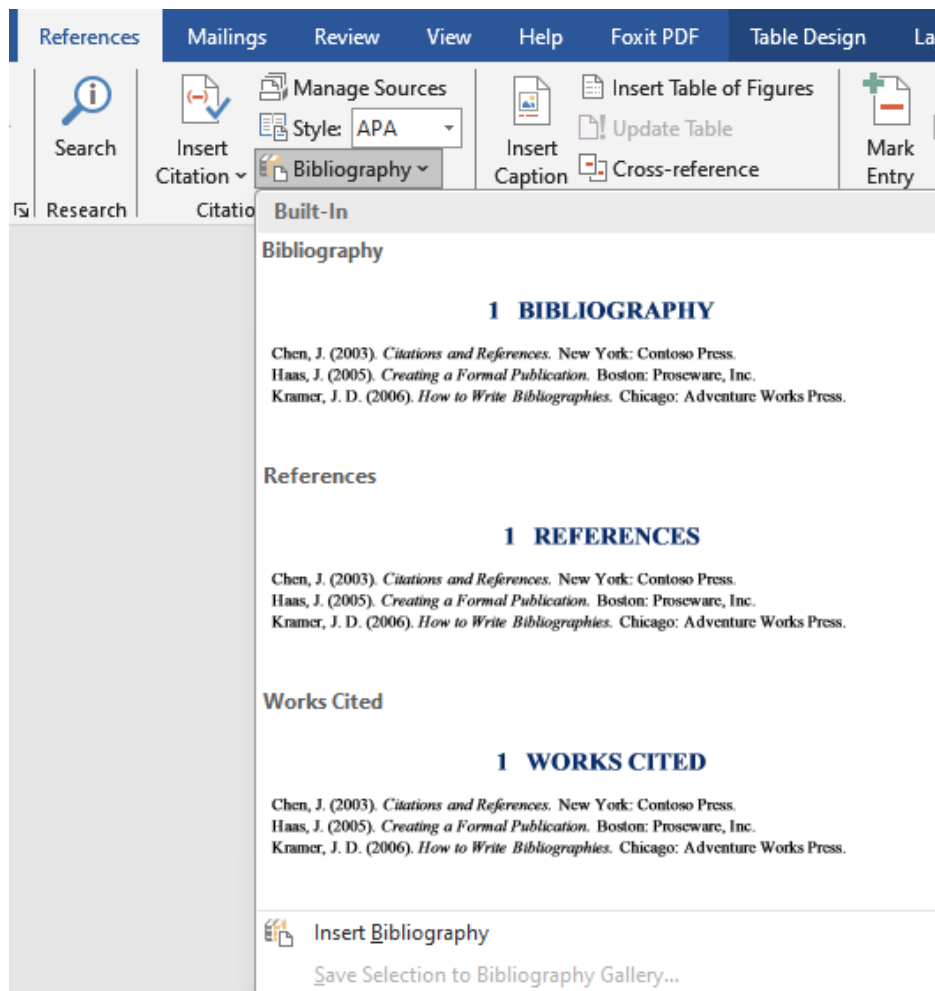 References Mailings Review View Help Foxit PDF Table Design La
Search
Insert
Citation
Manage Sources
Style: APA
Bibliography
Insert
Caption
Insert Table of Figures
Update Table
Cross-reference
Mark
Entry
Research
Citatio
Built-In
Bibliography
1 BIBLIOGRAPHY
Chen, J. (2003). Citations and References. New York: Contoso Press.
Haas, J. (2005). Creating a Formal Publication. Boston: Proseware, Inc.
Kramer, J. D. (2006). How to Write Bibliographies. Chicago: Adventure Works Press.
References
1 REFERENCES
Chen, J. (2003). Citations and References. New York: Contoso Press.
Haas, J. (2005). Creating a Formal Publication. Boston: Proseware, Inc.
Kramer, J. D. (2006). How to Write Bibliographies. Chicago: Adventure Works Press.
Works Cited
1 WORKS CITED
Chen, J. (2003). Citations and References. New York: Contoso Press.
Haas, J. (2005). Creating a Formal Publication. Boston: Proseware, Inc.
Kramer, J. D. (2006). How to Write Bibliographies. Chicago: Adventure Works Press.
Insert Bibliography
Save Selection to Bibliography Gallery...